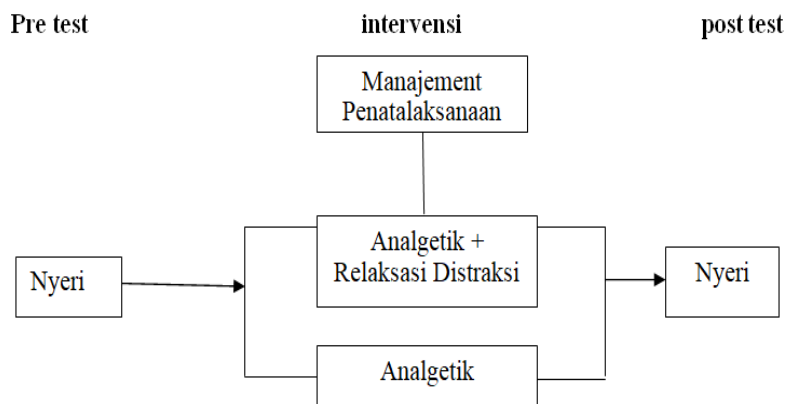 Pre test
intervensi
post test
Manajement
Penatalaksanaan
Analgetik +
Relaksasi Distraksi
Nyeri
Nyeri
Analgetik